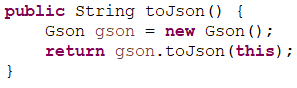 public String toJson() {
    Gson gson = new Gson();
    return gson.toJson(this);
}